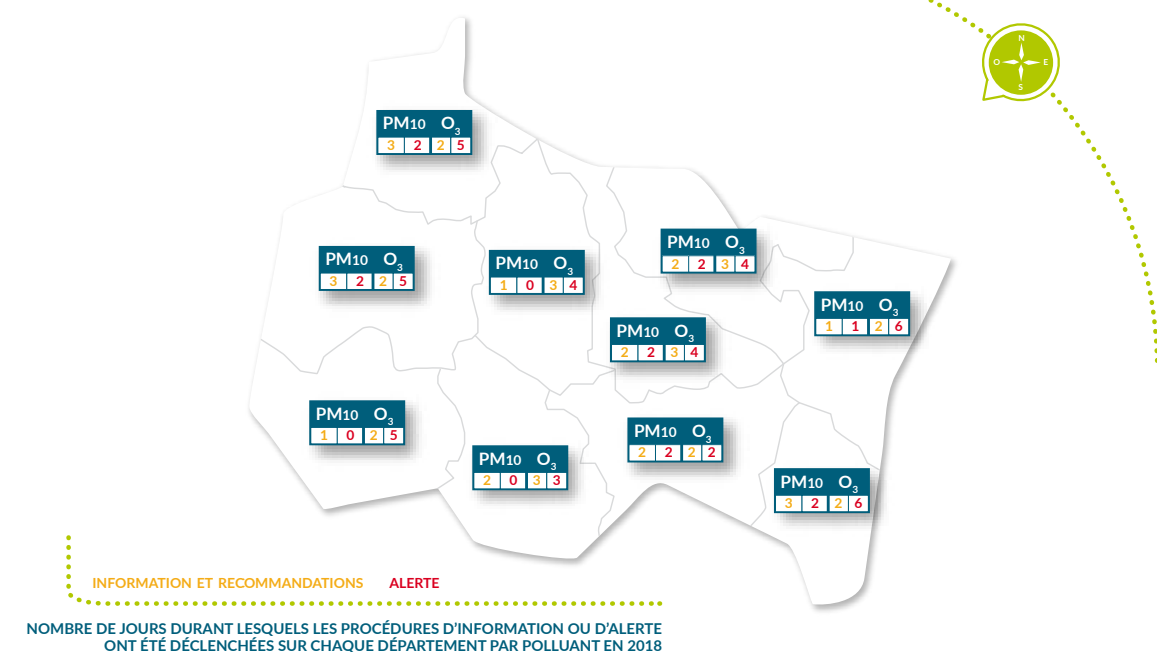 N
O E
S
PM10 O3
3 2 2 5
PM10 O3
2 2 3 4
PM10 O3
3 2 2 5
PM10 O3
1 0 3 4
PM10 O3
1 1 2 6
PM10 O3
2 2 3 4
PM10 O3
1 0 2 5
PM10 O3
2 2 2 2
PM10 O3
2 0 3 3
PM10 O3
3 2 2 6
INFORMATION ET RECOMMANDATIONS ALERTE
NOMBRE DE JOURS DURANT LESQUELS LES PROCÉDURES D'INFORMATION OU D'ALERTE
ONT ÉTÉ DÉCLENCHÉES SUR CHAQUE DÉPARTEMENT PAR POLLUANT EN 2018